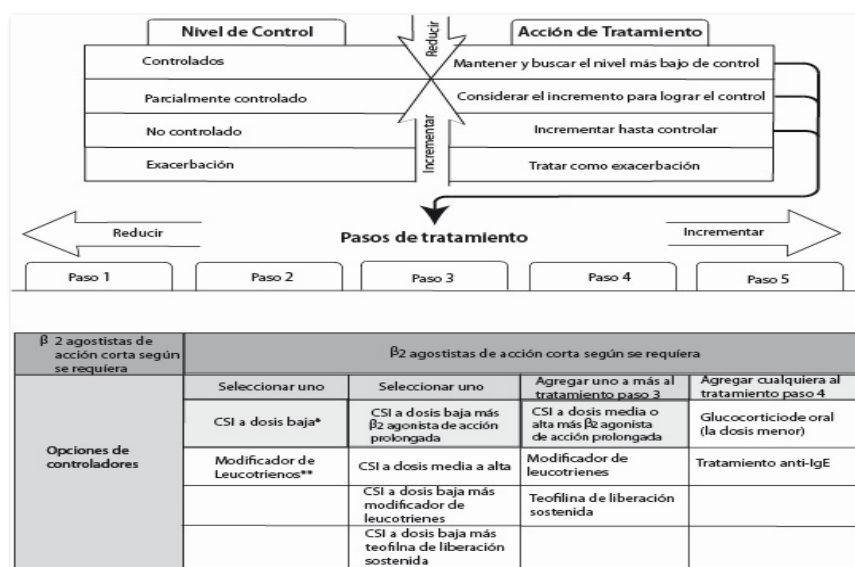 Nivel de Control
Reducir
Acción de Tratamiento
Controlados
Mantener y buscar el nivel más bajo de control
Parcialmente controlado
Considerar el incremento para lograr el control
No controlado
Incrementar
Incrementar hasta controlar
Exacerbación
Tratar como exacerbación
Reducir
Pasos de tratamiento
Incrementar
Paso 1
Paso 2
Paso 3
Paso 4
Paso 5
β 2 agostistas de
acción corta según
se requiera
β2 agostistas de acción corta según se requiera
Opciones de
controladores
Seleccionar uno
Seleccionar uno
Agregar uno a más al
tratamiento paso 3
Agregar cualquiera al
tratamiento paso 4
CSI a dosis baja*
CSI a dosis baja más
β2 agonista de acción
prolongada
CSI a dosis media o
alta más β2 agonista
de acción prolongada
Glucocorticiode oral
(la dosis menor)
Modificador de
Leucotrienos**
CSI a dosis media a alta
Modificador de
leucotrienes
Tratamiento anti-IgE
CSI a dosis baja más
modificador de
leucotrienes
Teofilina de liberación
sostenida
CSI a dosis baja más
teofilna de liberación
sostenida